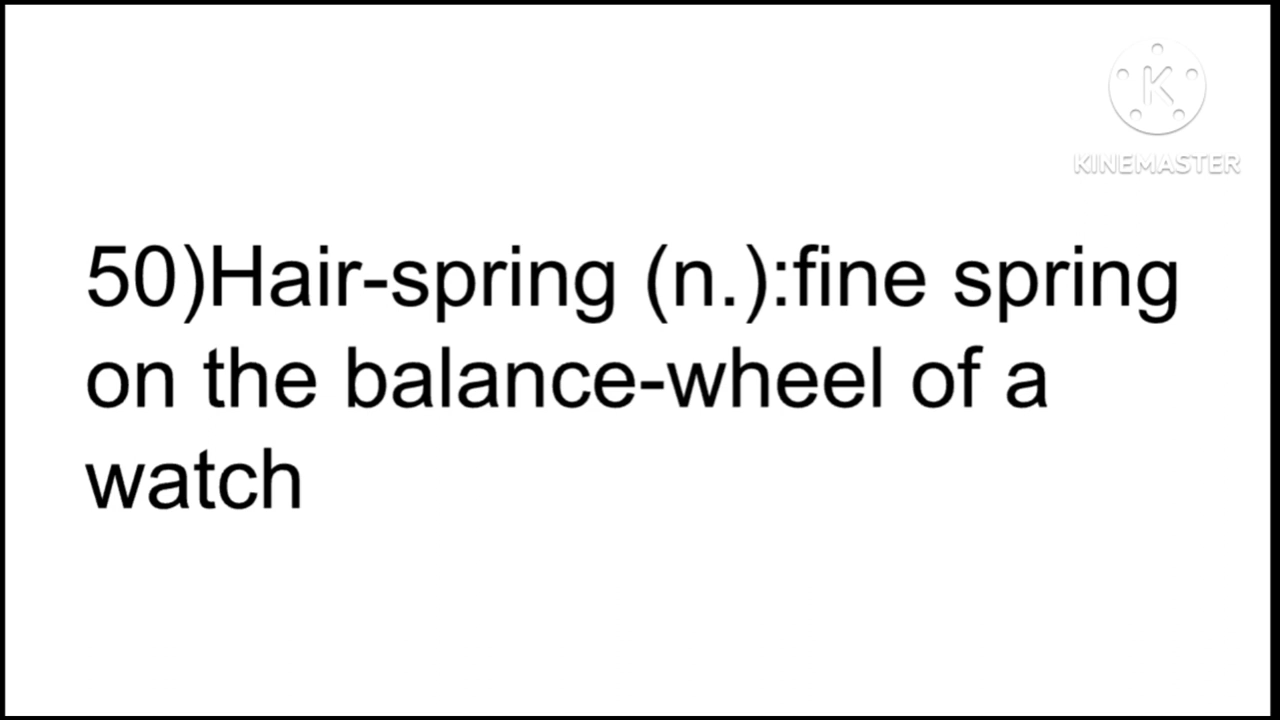 K
KINEMASTER
50)Hair-spring (n.):fine spring
on the balance-wheel of a
watch